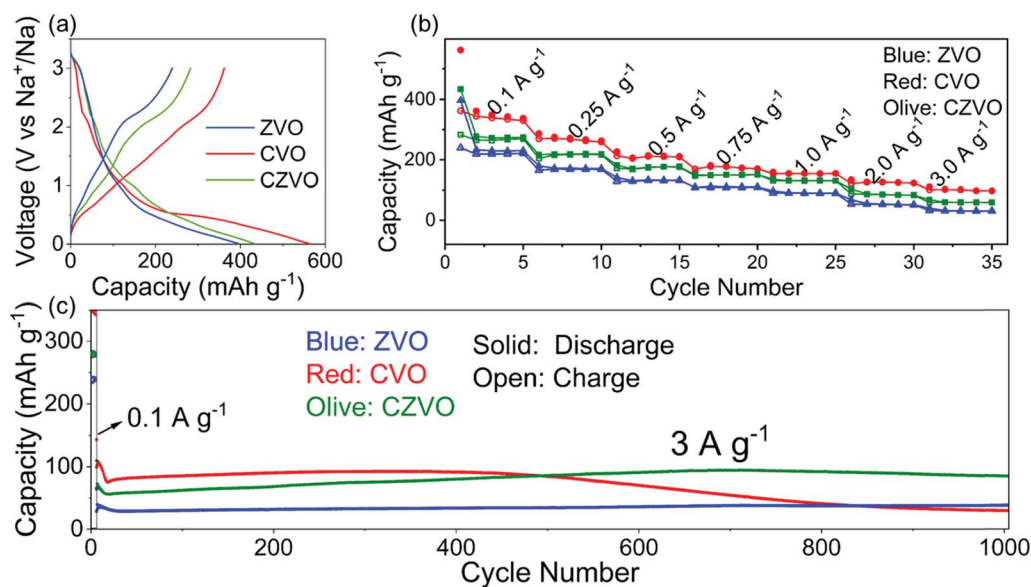 (a)
Voltage (V vs Na⁺/Na)
3
2
1
0
ZVO
CVO
CZVO
0 200 400 600
Capacity (mAh g⁻¹)
(b)
Capacity (mAh g⁻¹)
400
200
0
Blue: ZVO
Red: CVO
Olive: CZVO
0.1 A g⁻¹
0.25 A g⁻¹
0.5 A g⁻¹
0.75 A g⁻¹
1.0 A g⁻¹
2.0 A g⁻¹
3.0 A g⁻¹
0 5 10 15 20 25 30 35
Cycle Number
(c)
Capacity (mAh g⁻¹)
300
200
100
0
Blue: ZVO
Red: CVO
Olive: CZVO
Solid: Discharge
Open: Charge
0.1 A g⁻¹
3 A g⁻¹
0 200 400 600 800 1000
Cycle Number